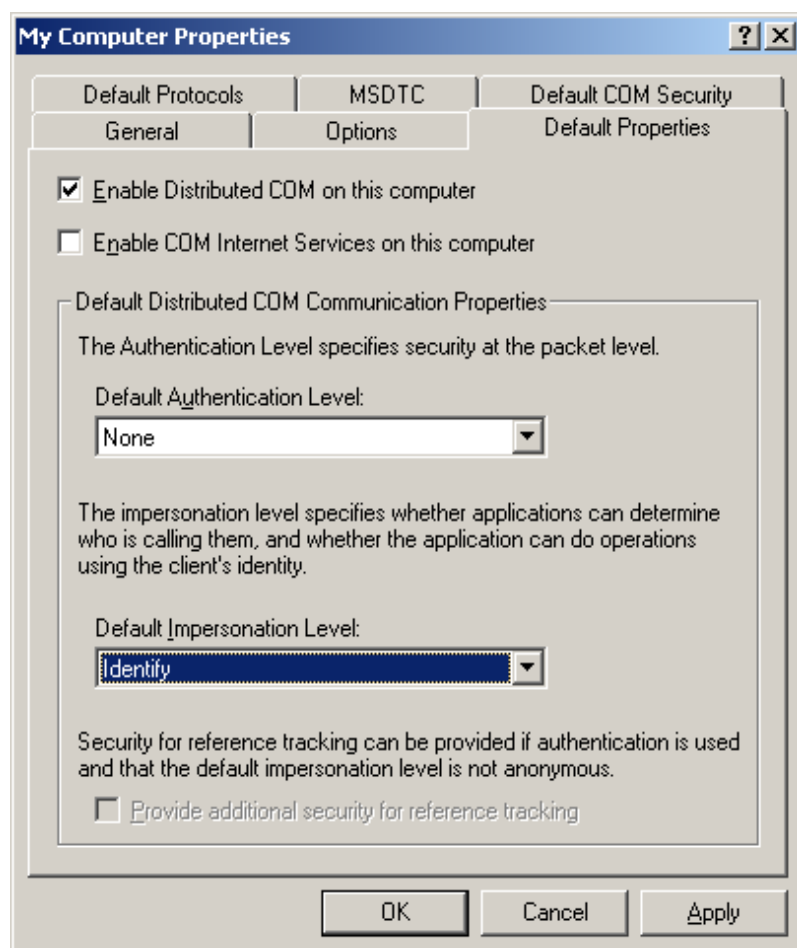 My Computer Properties
Default Protocols MSDTC Default COM Security
General Options Default Properties
Enable Distributed COM on this computer
Enable COM Internet Services on this computer
Default Distributed COM Communication Properties
The Authentication Level specifies security at the packet level.
Default Authentication Level:
None
The impersonation level specifies whether applications can determine
who is calling them, and whether the application can do operations
using the client's identity.
Default Impersonation Level:
Identify
Security for reference tracking can be provided if authentication is used
and that the default impersonation level is not anonymous.
Provide additional security for reference tracking
OK Cancel Apply